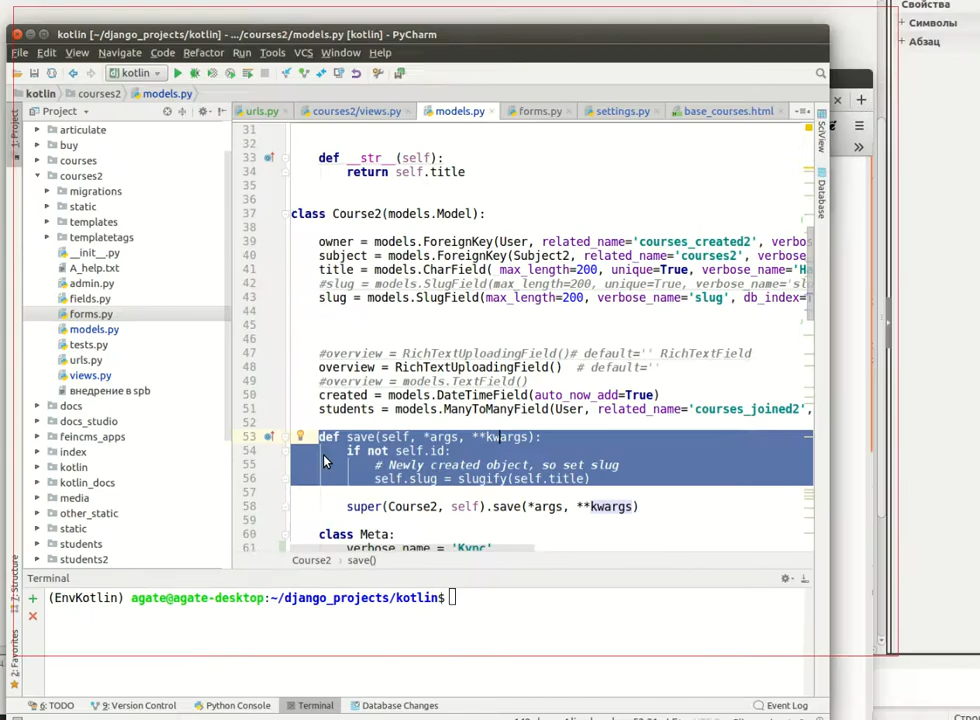 Свойства
Символы
Абзац
kotlin [~/django_projects/kotlin] - .../courses2/models.py [kotlin] - PyCharm
File Edit View Navigate Code Refactor Run Tools VCS Window Help
kotlin
kotlin courses2 models.py
Project
urls.py courses2/views.py models.py forms.py settings.py base_courses.html
1: Project
SciView
Database
articulate
buy
courses
courses2
migrations
static
templates
templatetags
__init__.py
A_help.txt
admin.py
fields.py
forms.py
models.py
tests.py
urls.py
views.py
внедрение в spb
docs
docs_studio
feincms_apps
index
kotlin
kotlin_docs
media
other_static
static
students
students2
31
32
33 def __str__(self):
34 return self.title
35
36
37 class Course2(models.Model):
38
39 owner = models.ForeignKey(User, related_name='courses_created2', verbo
40 subject = models.ForeignKey(Subject2, related_name='courses2', verbose
41 title = models.CharField( max_length=200, unique=True, verbose_name='Н
42 #slug = models.SlugField(max_length=200, unique=True, verbose_name='sl
43 slug = models.SlugField(max_length=200, verbose_name='slug', db_index=
44
45
46
47 #overview = RichTextUploadingField()# default='' RichTextField
48 overview = RichTextUploadingField() # default=''
49 #overview = models.TextField()
50 created = models.DateTimeField(auto_now_add=True)
51 students = models.ManyToManyField(User, related_name='courses_joined2',
52
53 def save(self, *args, **kwargs):
54 if not self.id:
55 # Newly created object, so set slug
56 self.slug = slugify(self.title)
57
58 super(Course2, self).save(*args, **kwargs)
59
60 class Meta:
61 verbose_name = 'Курс'
Course2 save()
Terminal
(EnvKotlin) agate@agate-desktop:~/django_projects/kotlin$
7: Structure
2: Favorites
6: TODO 9: Version Control Python Console Terminal Database Changes Event Log